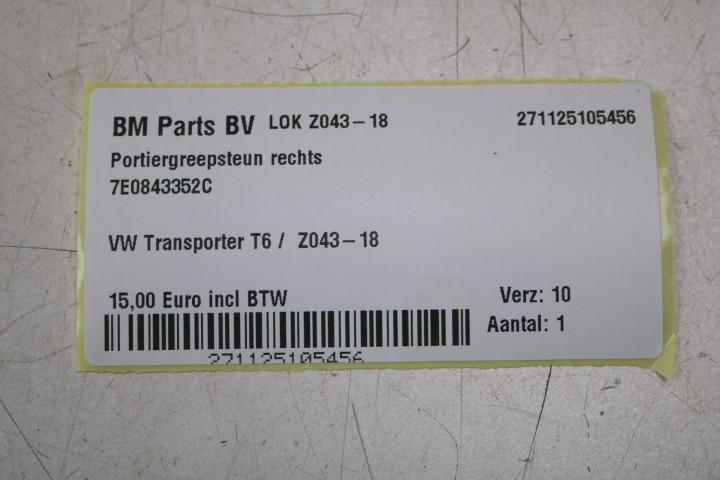 BM Parts BV LOK Z043-18 271125105456
Portiergreepsteun rechts
7E0843352C
VW Transporter T6 / Z043-18
15,00 Euro incl BTW Verz: 10
Aantal: 1
271125105456